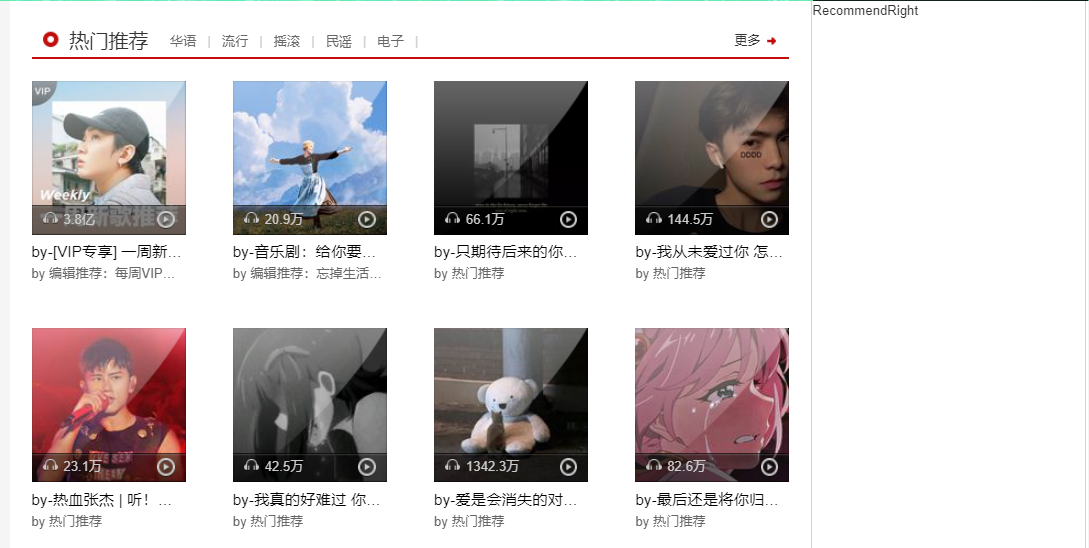 RecommendRight
热门推荐 华语 | 流行 | 摇滚 | 民谣 | 电子 | 更多
VIP
Weekly
周新歌推荐
DDDD
3.8亿 20.9万 66.1万 144.5万
by-[VIP专享] 一周新… by-音乐剧：给你要… by-只期待后来的你… by-我从未爱过你 怎…
by 编辑推荐：每周VIP… by 编辑推荐：忘掉生活… by 热门推荐 by 热门推荐
23.1万 42.5万 1342.3万 82.6万
by-热血张杰 | 听！… by-我真的好难过 你… by-爱是会消失的对… by-最后还是将你归…
by 热门推荐 by 热门推荐 by 热门推荐 by 热门推荐